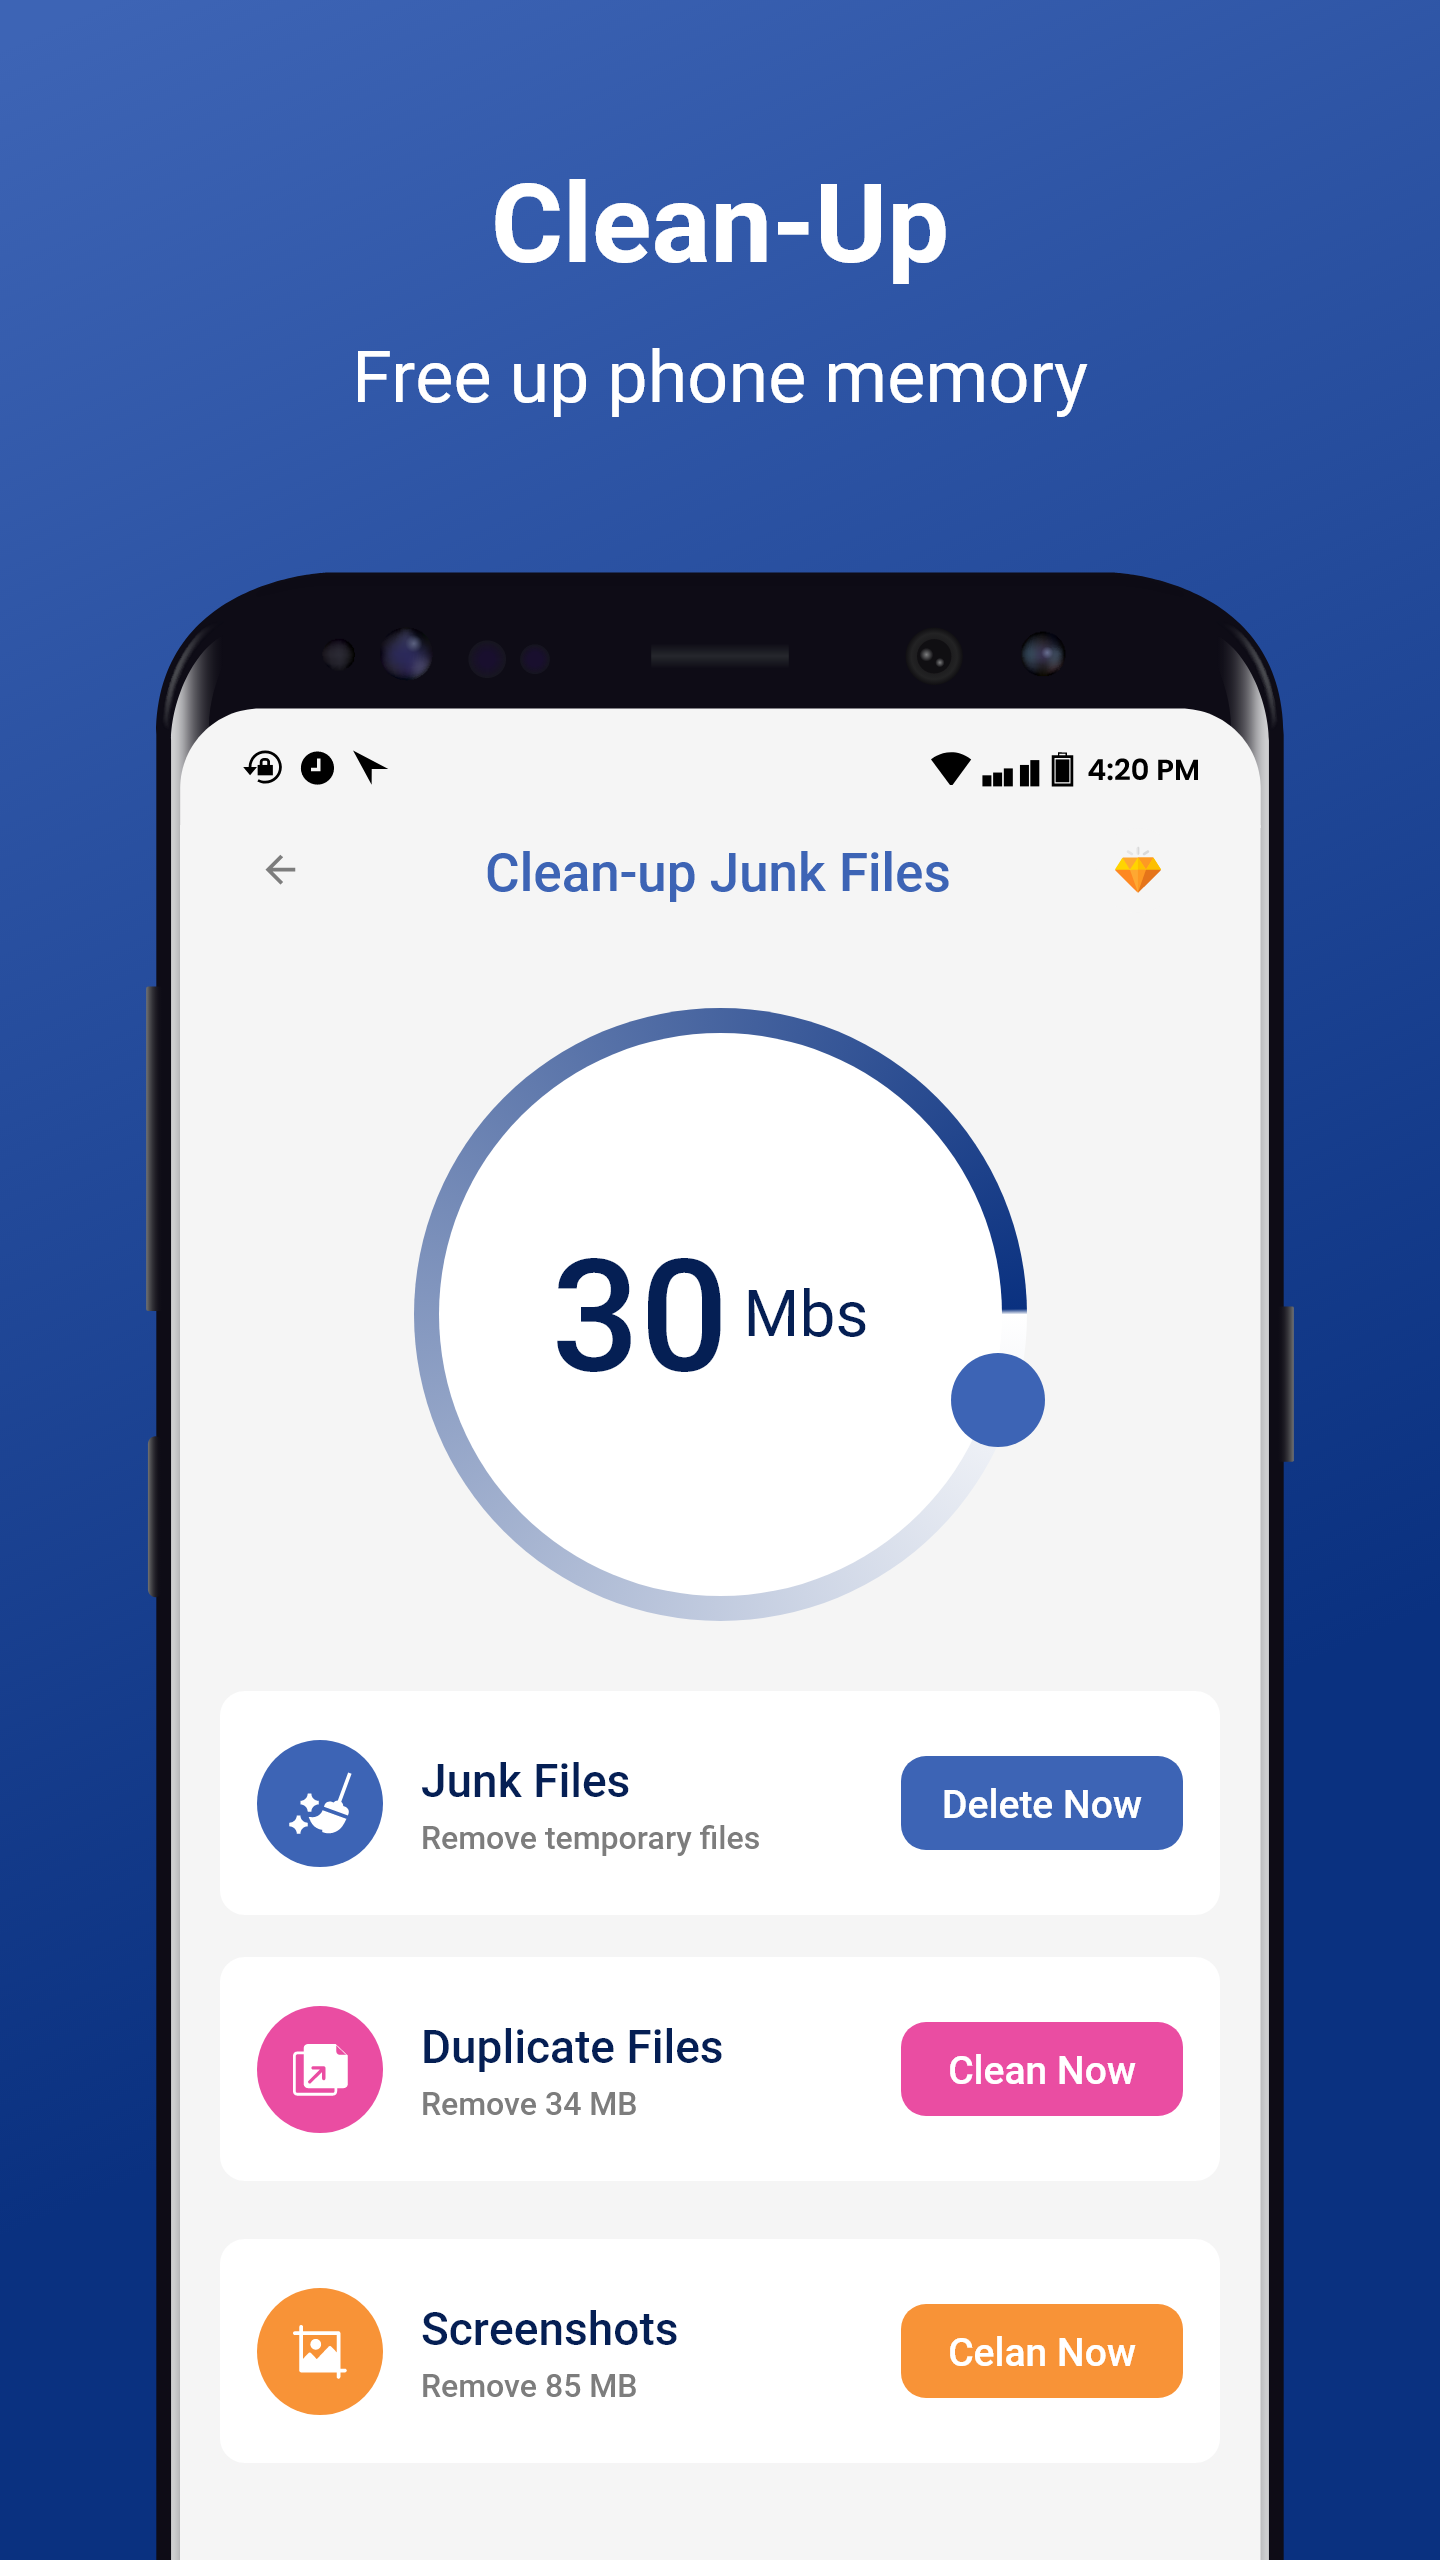 Clean-Up
Free up phone memory
4:20 PM
Clean-up Junk Files
30 Mbs
Junk Files
Remove temporary files
Delete Now
Duplicate Files
Remove 34 MB
Clean Now
Screenshots
Remove 85 MB
Celan Now